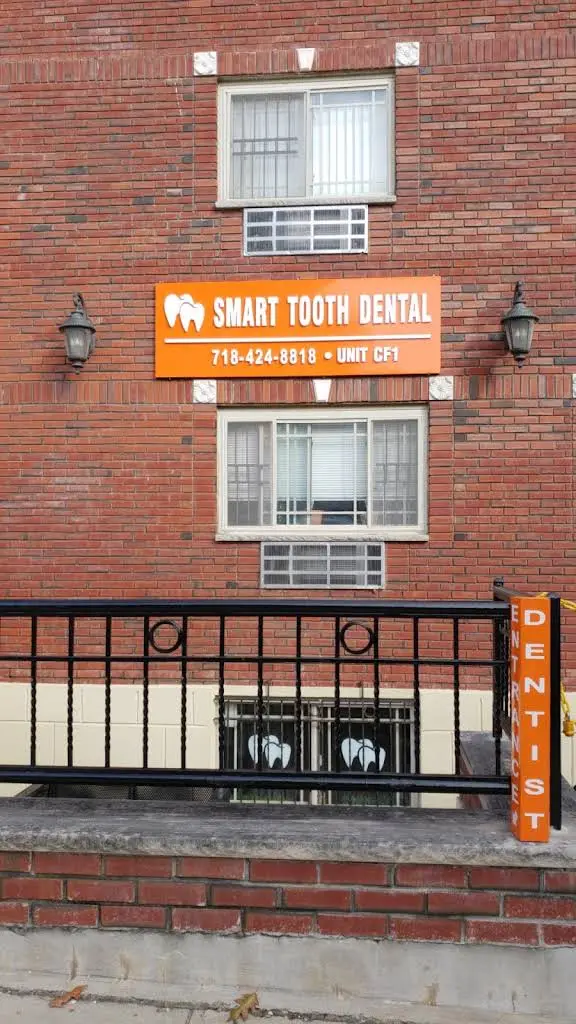 SMART TOOTH DENTAL
718-424-8818 • UNIT CF1
ENTRANCE
DENTIST